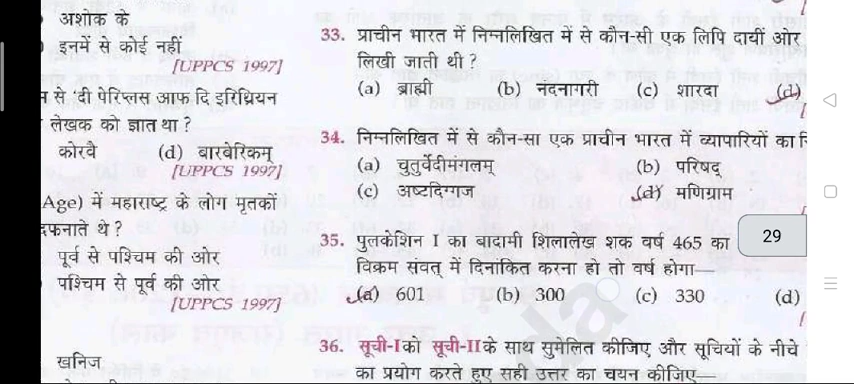 अशोक के
इनमें से कोई नहीं
[UPPCS 1997]
से 'दी पेरिप्लस आफ दि इरिथ्रियन
लेखक को ज्ञात था ?
कोरवै (d) बारबेरिकम्
[UPPCS 1997]
Age) में महाराष्ट्र के लोग मृतकों
दफनाते थे ?
पूर्व से पश्चिम की ओर
पश्चिम से पूर्व की ओर
[UPPCS 1997]
खनिज
33. प्राचीन भारत में निम्नलिखित में से कौन-सी एक लिपि दायीं ओर
लिखी जाती थी ?
(a) ब्राह्मी (b) नंदनागरी (c) शारदा (d)
34. निम्नलिखित में से कौन-सा एक प्राचीन भारत में व्यापारियों का
(a) चुतुर्वेदीमंगलम् (b) परिषद्
(c) अष्टदिग्गज (d) मणिग्राम
35. पुलकेशिन I का बादामी शिलालेख शक वर्ष 465 का
विक्रम संवत् में दिनांकित करना हो तो वर्ष होगा—
(a) 601 (b) 300 (c) 330 (d)
29
36. सूची-I को सूची-II के साथ सुमेलित कीजिए और सूचियों के नीचे
का प्रयोग करते हुए सही उत्तर का चयन कीजिए—